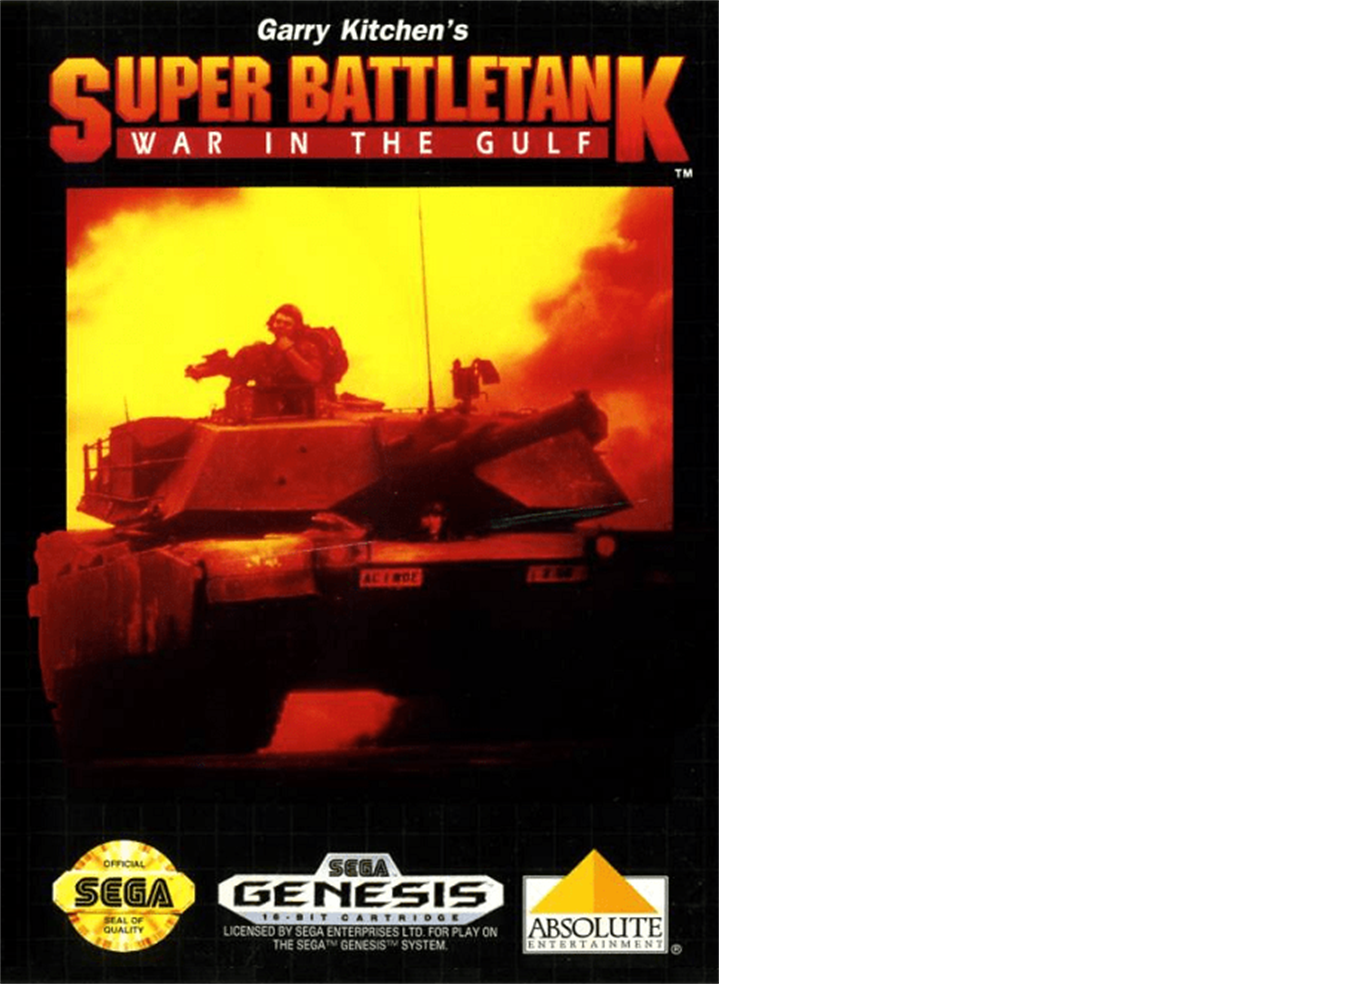 Garry Kitchen's
SUPER BATTLETANK
WAR IN THE GULF
TM
OFFICIAL
SEGA
SEAL OF
QUALITY
SEGA
GENESIS
16-BIT CARTRIDGE
LICENSED BY SEGA ENTERPRISES LTD. FOR PLAY ON
THE SEGA™ GENESIS™ SYSTEM.
ABSOLUTE
ENTERTAINMENT
®